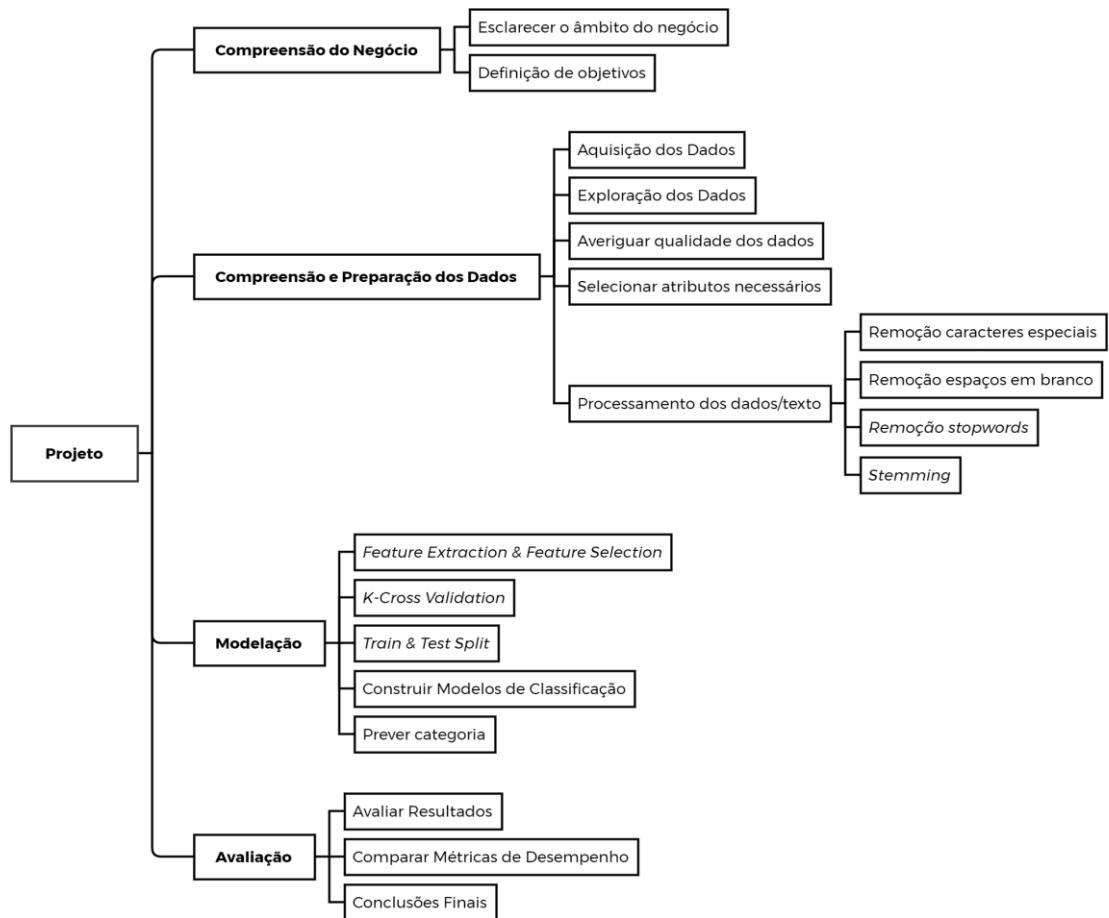 Projeto
Compreensão do Negócio
Esclarecer o âmbito do negócio
Definição de objetivos
Compreensão e Preparação dos Dados
Aquisição dos Dados
Exploração dos Dados
Averiguar qualidade dos dados
Selecionar atributos necessários
Processamento dos dados/texto
Remoção caracteres especiais
Remoção espaços em branco
Remoção stopwords
Stemming
Modelação
Feature Extraction & Feature Selection
K-Cross Validation
Train & Test Split
Construir Modelos de Classificação
Prever categoria
Avaliação
Avaliar Resultados
Comparar Métricas de Desempenho
Conclusões Finais